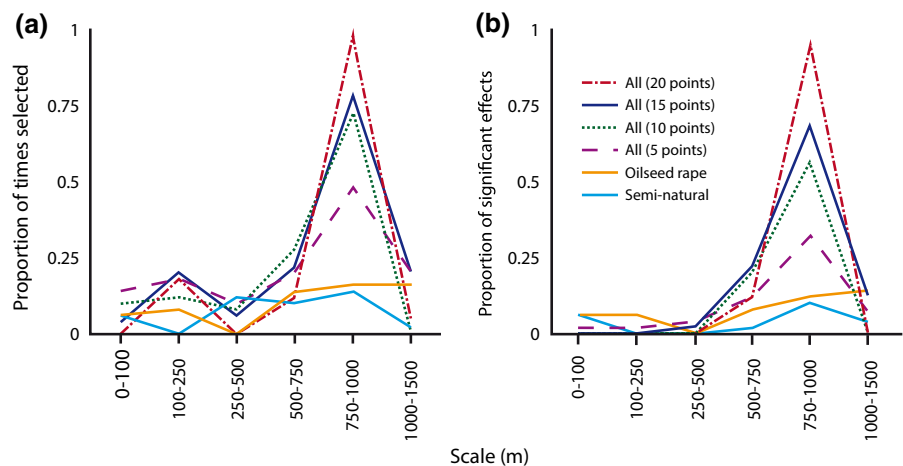 (a)
Proportion of times selected
1
0.75
0.5
0.25
0
0-100
100-250
250-500
500-750
750-1000
1000-1500
(b)
Proportion of significant effects
1
0.75
0.5
0.25
0
All (20 points)
All (15 points)
All (10 points)
All (5 points)
Oilseed rape
Semi-natural
0-100
100-250
250-500
500-750
750-1000
1000-1500
Scale (m)